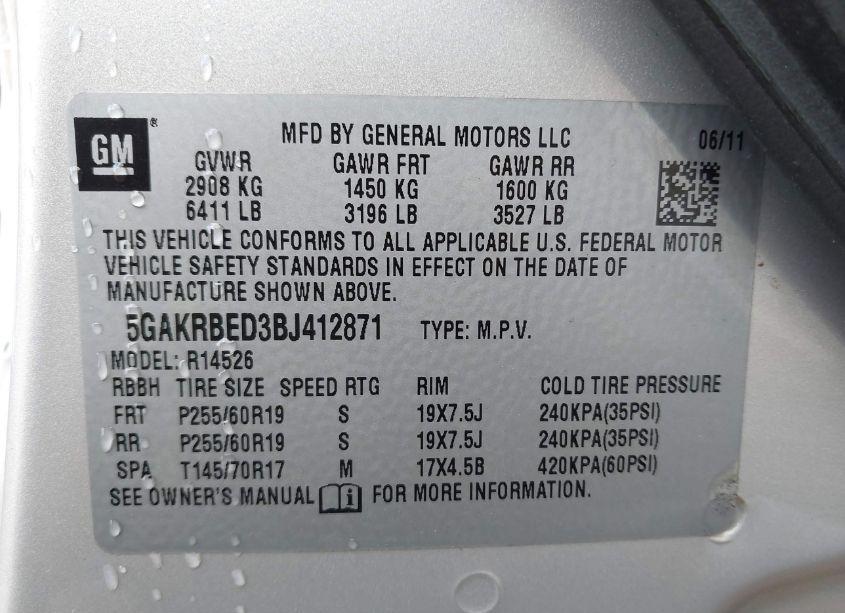 GM ®
MFD BY GENERAL MOTORS LLC 06/11
GVWR GAWR FRT GAWR RR
2908 KG 1450 KG 1600 KG
6411 LB 3196 LB 3527 LB
THIS VEHICLE CONFORMS TO ALL APPLICABLE U.S. FEDERAL MOTOR
VEHICLE SAFETY STANDARDS IN EFFECT ON THE DATE OF
MANUFACTURE SHOWN ABOVE.
5GAKRBED3BJ412871 TYPE: M.P.V.
MODEL: R14526
RBBH TIRE SIZE SPEED RTG RIM COLD TIRE PRESSURE
FRT P255/60R19 S 19X7.5J 240KPA(35PSI)
RR P255/60R19 S 19X7.5J 240KPA(35PSI)
SPA T145/70R17 M 17X4.5B 420KPA(60PSI)
SEE OWNER'S MANUAL i FOR MORE INFORMATION.